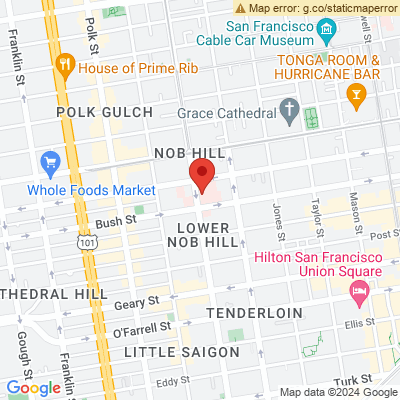 Map error: g.co/staticmaperror
Franklin St
Polk St
San Francisco
Cable Car Museum
owell St
House of Prime Rib
TONGA ROOM &
HURRICANE BAR
POLK GULCH
Grace Cathedral
NOB HILL
Whole Foods Market
Bush St
Jones St
Taylor St
Mason St
LOWER
NOB HILL
Post S
101
Hilton San Francisco
Union Square
THEDRAL HILL
Geary St
TENDERLOIN
O'Farrell St
Ellis St
LITTLE SAIGON
Gough St
Franklin St
Eddy St
Turk St
Google
Map data ©2024 Google